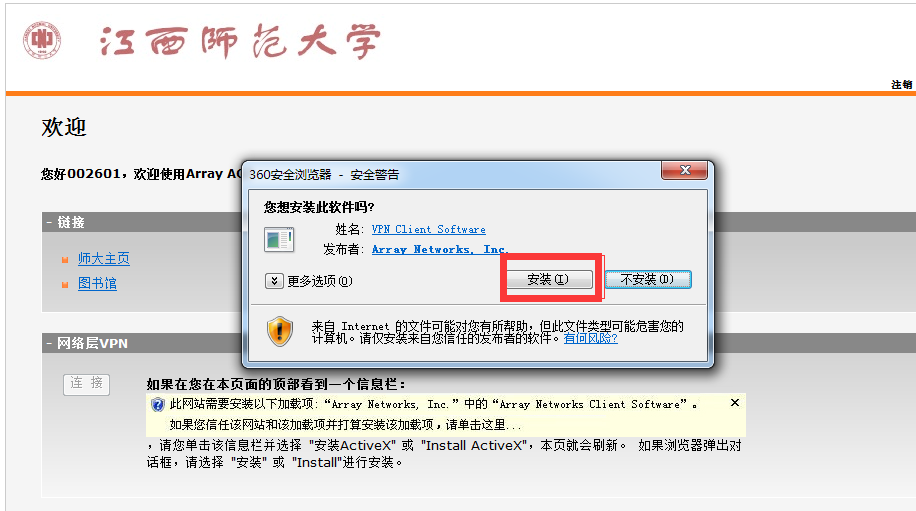 江西师范大学
注销
欢迎
您好002601，欢迎使用Array AG
360安全浏览器 - 安全警告
您想安装此软件吗?
姓名: VPN Client Software
发布者: Array Networks, Inc.
更多选项(O)
安装(I)
不安装(D)
来自 Internet 的文件可能对您有所帮助，但此文件类型可能危害您的
计算机。请仅安装来自您信任的发布者的软件。有何风险?
- 链接
师大主页
图书馆
- 网络层VPN
连 接
如果在您在本页面的顶部看到一个信息栏：
此网站需要安装以下加载项:“Array Networks, Inc.”中的“Array Networks Client Software”。
如果您信任该网站和该加载项并打算安装该加载项，请单击这里...
，请您单击该信息栏并选择 "安装ActiveX" 或 "Install ActiveX"，本页就会刷新。 如果浏览器弹出对
话框，请选择 "安装" 或 "Install"进行安装。